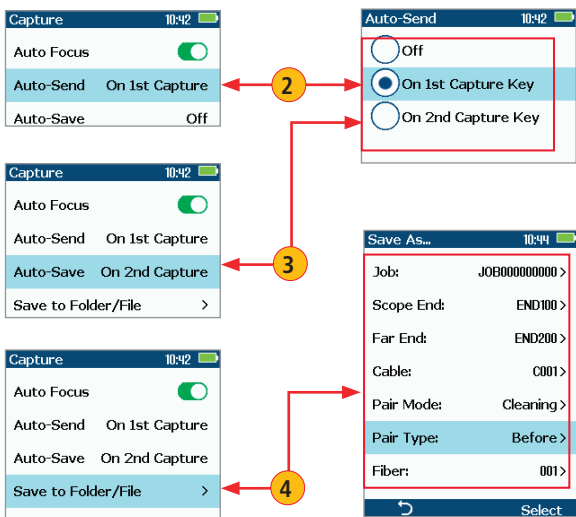 Capture 10:42
Auto Focus
Auto-Send On 1st Capture
Auto-Save Off
2
Auto-Send 10:42
Off
On 1st Capture Key
On 2nd Capture Key
Capture 10:42
Auto Focus
Auto-Send On 1st Capture
Auto-Save On 2nd Capture
Save to Folder/File >
3
Capture 10:42
Auto Focus
Auto-Send On 1st Capture
Auto-Save On 2nd Capture
Save to Folder/File >
4
Save As... 10:44
Job: JOB000000000 >
Scope End: END100 >
Far End: END200 >
Cable: C001 >
Pair Mode: Cleaning >
Pair Type: Before >
Fiber: 001 >
Select